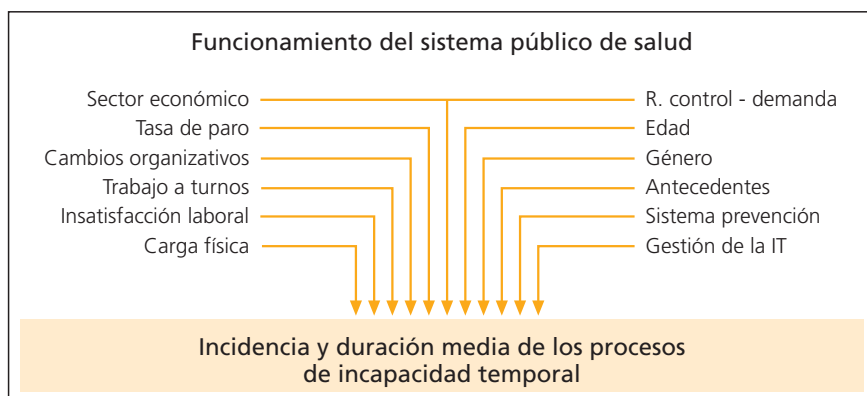 Funcionamiento del sistema público de salud
Sector económico
Tasa de paro
Cambios organizativos
Trabajo a turnos
Insatisfacción laboral
Carga física
R. control - demanda
Edad
Género
Antecedentes
Sistema prevención
Gestión de la IT
Incidencia y duración media de los procesos
de incapacidad temporal